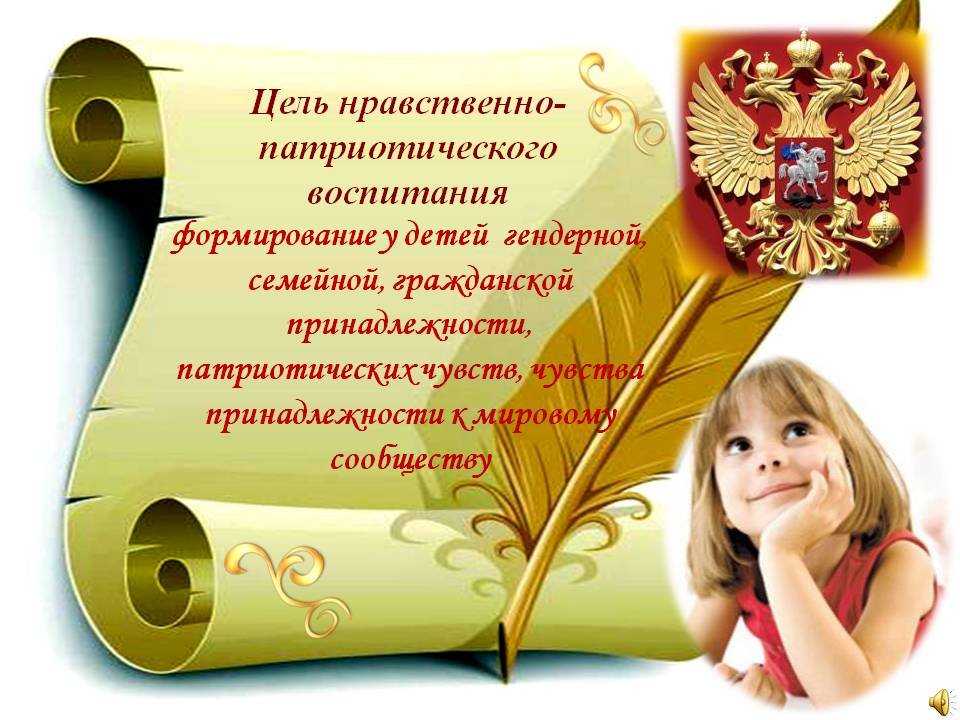 Цель нравственно-
патриотического
воспитания
формирование у детей гендерной,
семейной, гражданской
принадлежности,
патриотических чувств, чувства
принадлежности к мировому
сообществу